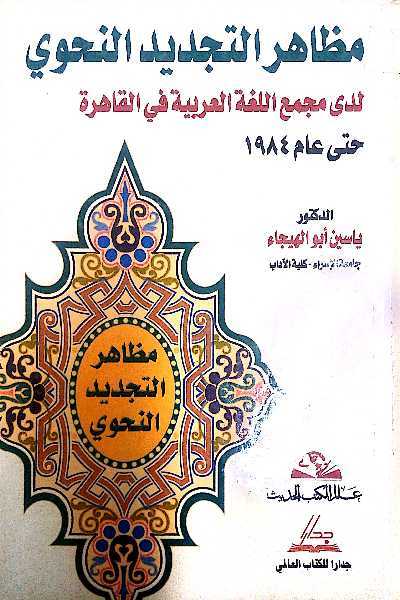 مظاهر التجديد النحوي
لدى مجمع اللغة العربية في القاهرة
حتى عام ١٩٨٤
الدكتور
ياسين أبو الهيجاء
جامعة الإسراء - كلية الآداب
مظاهر
التجديد
النحوي
عالم الكتب الحديث
جدارا
جدارا للكتاب العالمي